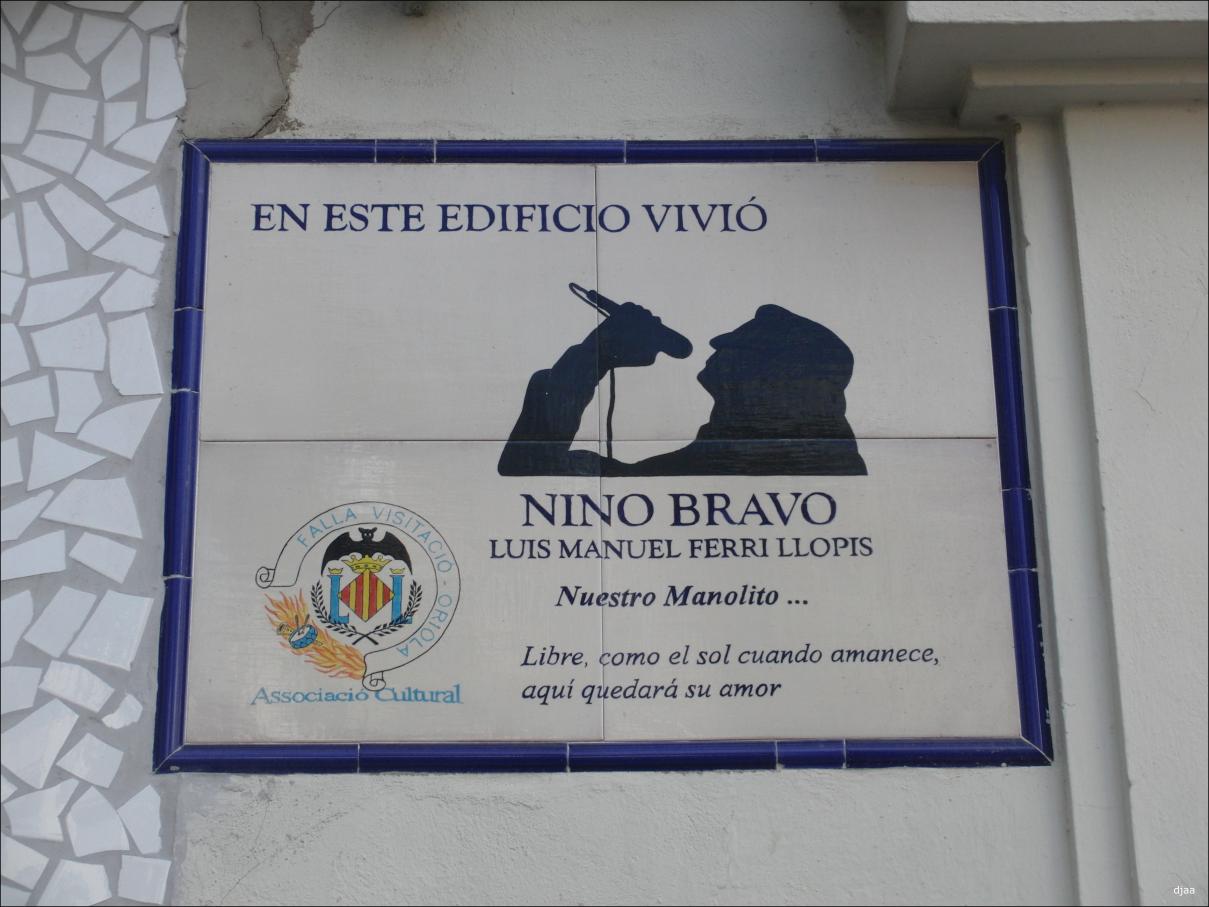 EN ESTE EDIFICIO VIVIÓ
NINO BRAVO
LUIS MANUEL FERRI LLOPIS
Nuestro Manolito ...
Libre, como el sol cuando amanece,
aquí quedará su amor
FALLA VISITACIÓ - ORIOLA
L L
Associació Cultural
djaa